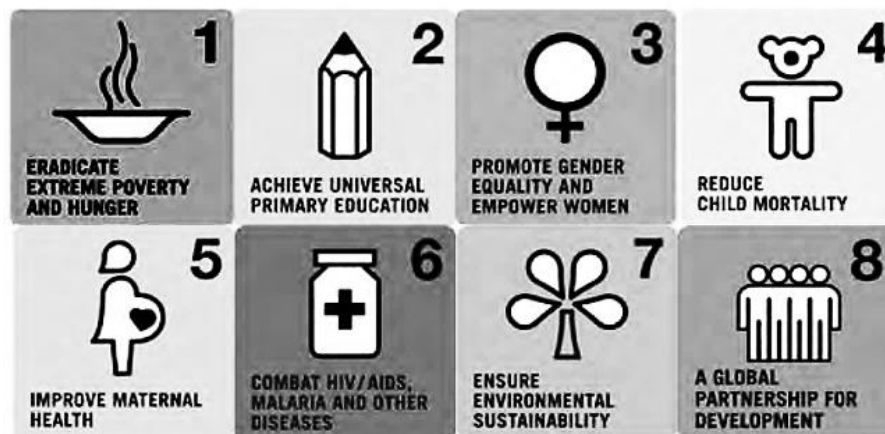 1
ERADICATE
EXTREME POVERTY
AND HUNGER
2
ACHIEVE UNIVERSAL
PRIMARY EDUCATION
3
PROMOTE GENDER
EQUALITY AND
EMPOWER WOMEN
4
REDUCE
CHILD MORTALITY
5
IMPROVE MATERNAL
HEALTH
6
COMBAT HIV/AIDS,
MALARIA AND OTHER
DISEASES
7
ENSURE
ENVIRONMENTAL
SUSTAINABILITY
8
A GLOBAL
PARTNERSHIP FOR
DEVELOPMENT